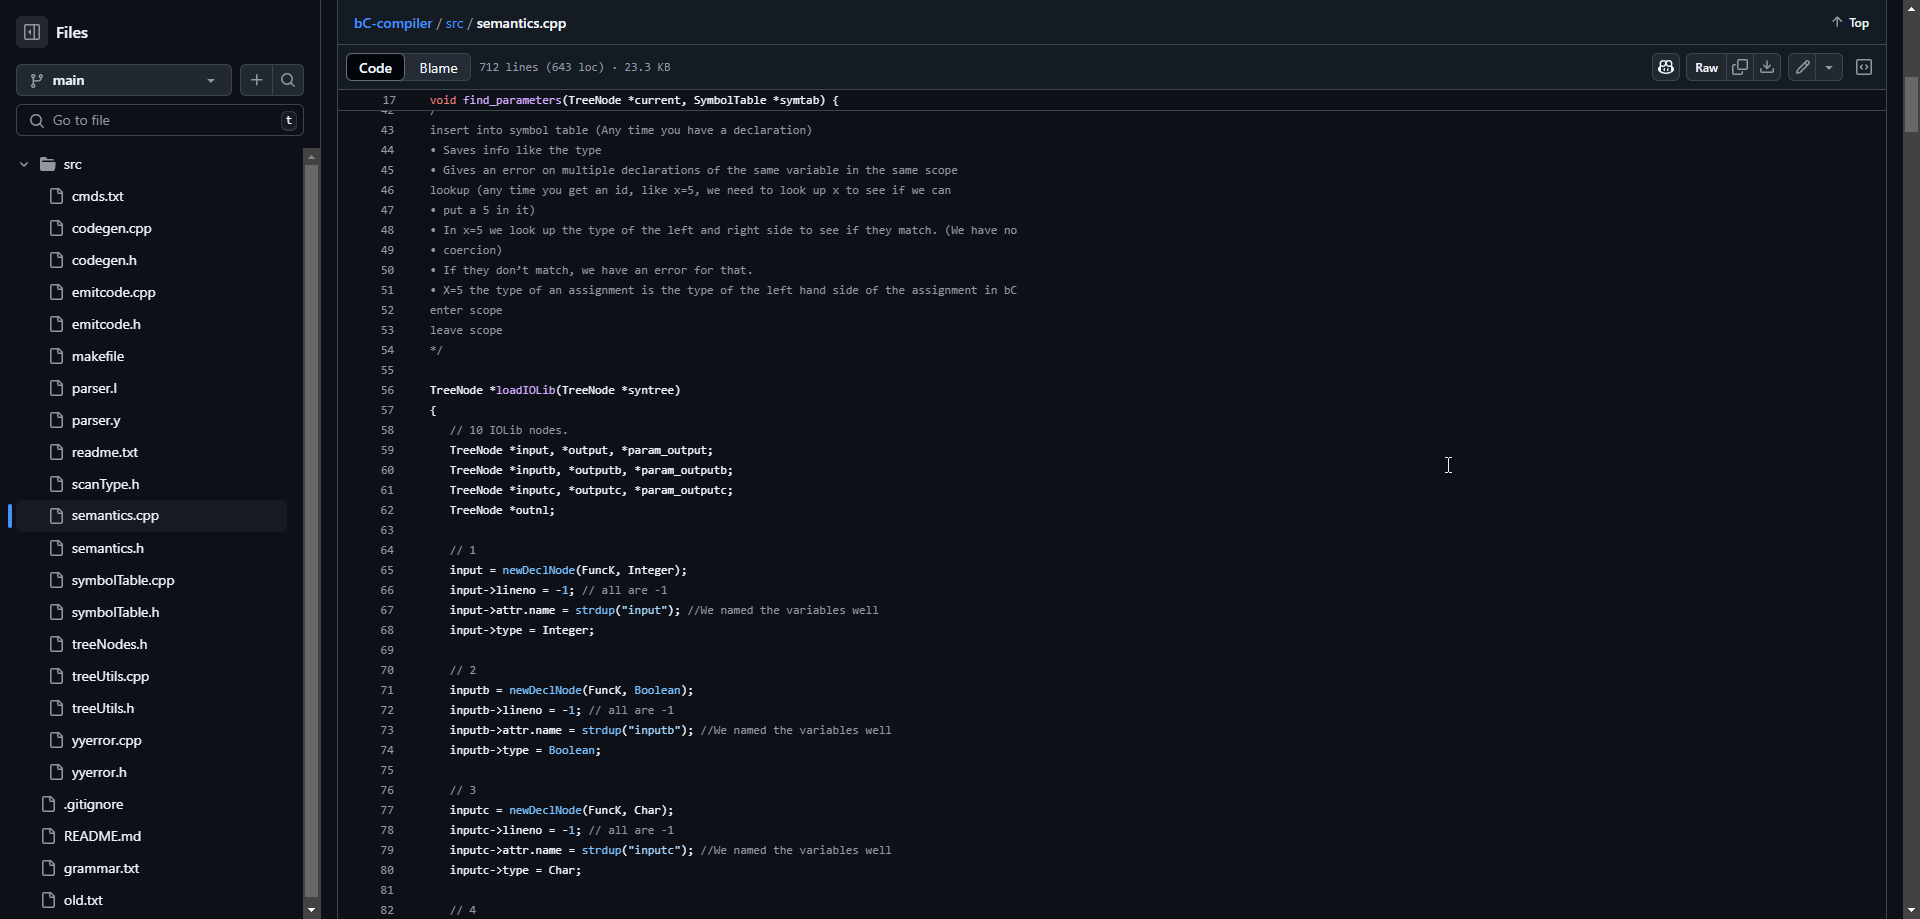 Files
main
Go to file
t
src
cmds.txt
codegen.cpp
codegen.h
emitcode.cpp
emitcode.h
makefile
parser.l
parser.y
readme.txt
scanType.h
semantics.cpp
semantics.h
symbolTable.cpp
symbolTable.h
treeNodes.h
treeUtils.cpp
treeUtils.h
yyerror.cpp
yyerror.h
.gitignore
README.md
grammar.txt
old.txt
bC-compiler / src / semantics.cpp
Top
Code Blame 712 lines (643 loc) · 23.3 KB
Raw
17 void find_parameters(TreeNode *current, SymbolTable *symtab) {
42
43 insert into symbol table (Any time you have a declaration)
44 • Saves info like the type
45 • Gives an error on multiple declarations of the same variable in the same scope
46 lookup (any time you get an id, like x=5, we need to look up x to see if we can
47 • put a 5 in it)
48 • In x=5 we look up the type of the left and right side to see if they match. (We have no
49 • coercion)
50 • If they don’t match, we have an error for that.
51 • X=5 the type of an assignment is the type of the left hand side of the assignment in bC
52 enter scope
53 leave scope
54 */
55
56 TreeNode *loadIOLib(TreeNode *syntree)
57 {
58 // 10 IOLib nodes.
59 TreeNode *input, *output, *param_output;
60 TreeNode *inputb, *outputb, *param_outputb;
61 TreeNode *inputc, *outputc, *param_outputc;
62 TreeNode *outnl;
63
64 // 1
65 input = newDeclNode(FuncK, Integer);
66 input->lineno = -1; // all are -1
67 input->attr.name = strdup("input"); //We named the variables well
68 input->type = Integer;
69
70 // 2
71 inputb = newDeclNode(FuncK, Boolean);
72 inputb->lineno = -1; // all are -1
73 inputb->attr.name = strdup("inputb"); //We named the variables well
74 inputb->type = Boolean;
75
76 // 3
77 inputc = newDeclNode(FuncK, Char);
78 inputc->lineno = -1; // all are -1
79 inputc->attr.name = strdup("inputc"); //We named the variables well
80 inputc->type = Char;
81
82 // 4